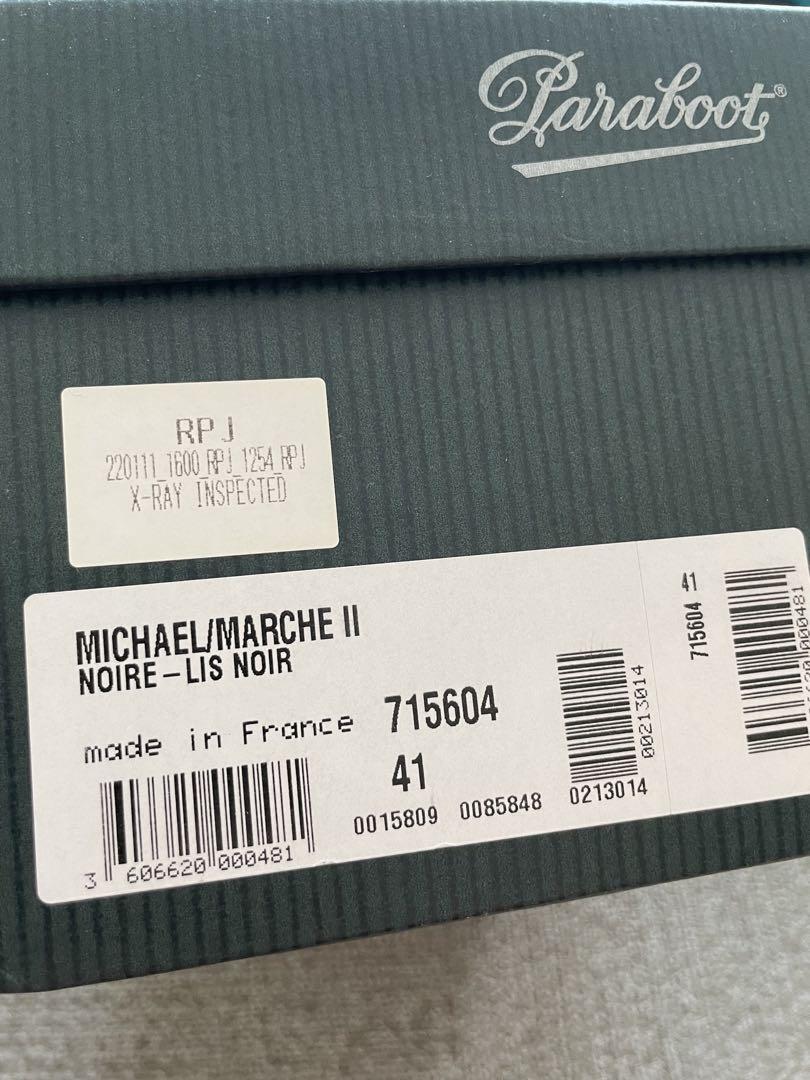 Paraboot®
RPJ
220111_1600_RPJ_1254_RPJ
X-RAY INSPECTED
MICHAEL/MARCHE II
NOIRE-LIS NOIR
made in France
715604
41
0015809 0085848 0213014
3 606620 000481
00213014
715604 41
000481